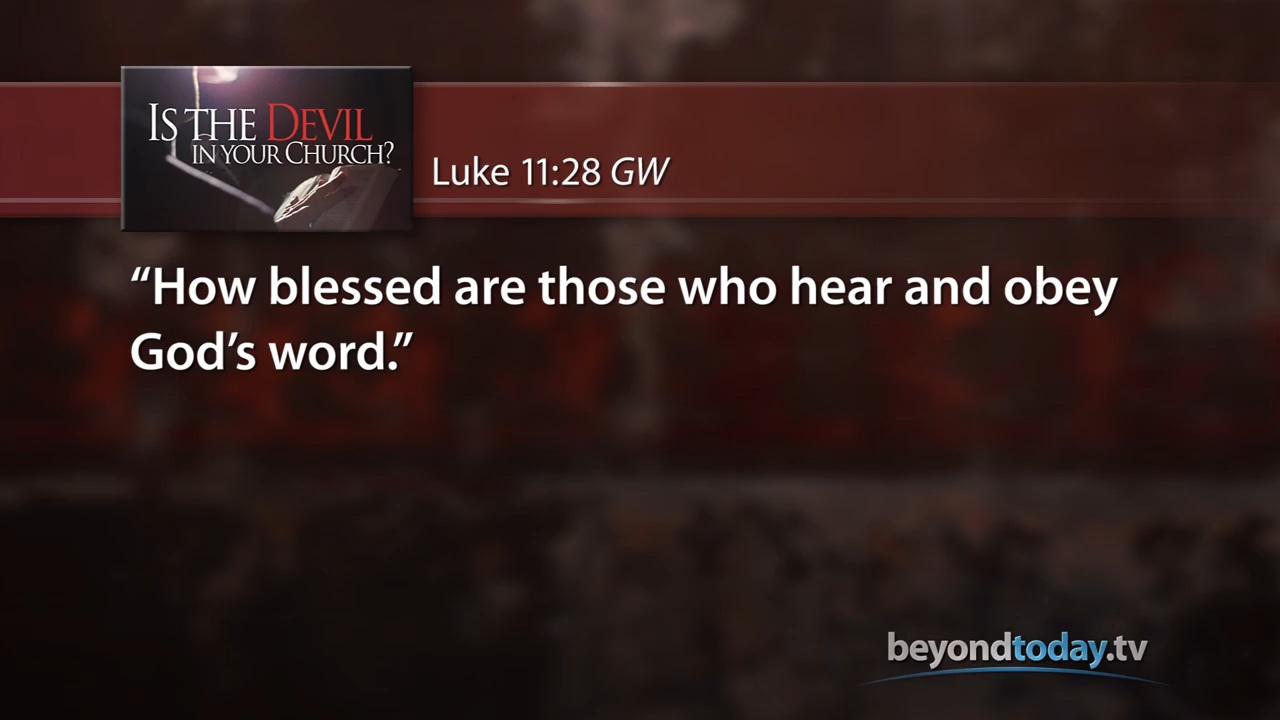 IS THE DEVIL
IN YOUR CHURCH?
Luke 11:28 GW
“How blessed are those who hear and obey
God’s word.”
beyondtoday.tv